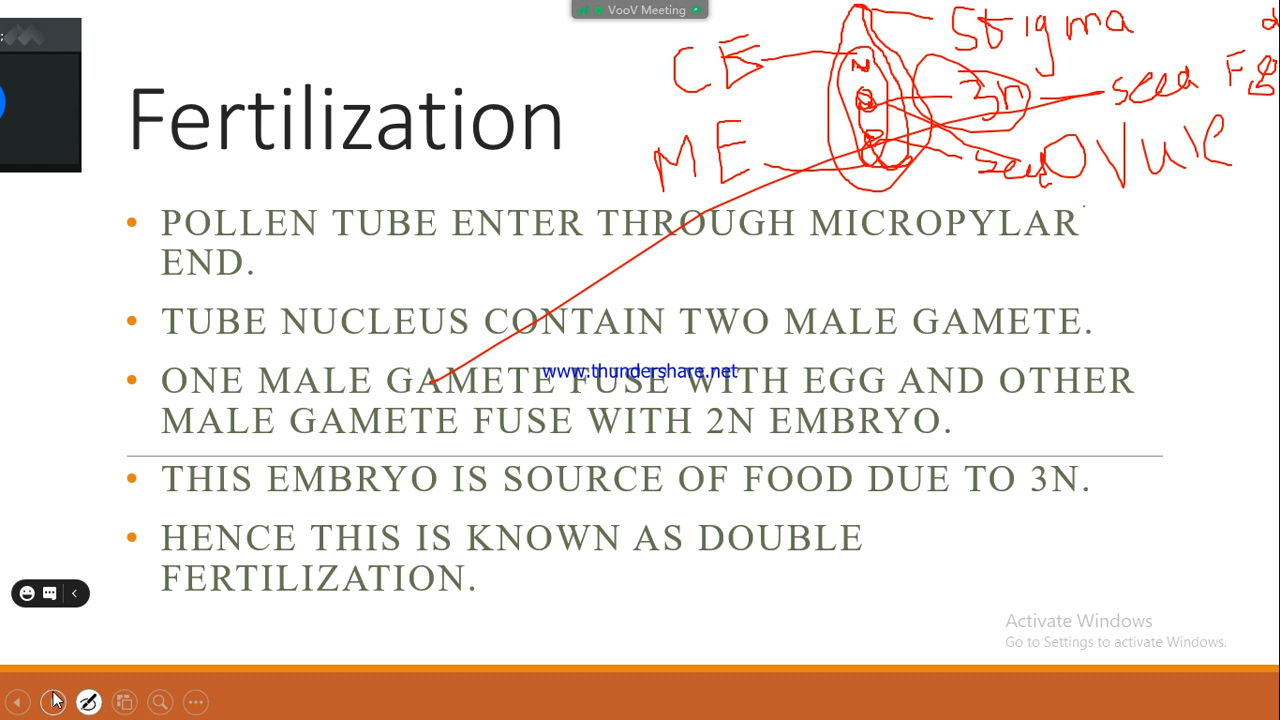 VooV Meeting
Stigma
CE
3n
seed
Fertilization
ME
seed
Ovule
• POLLEN TUBE ENTER THROUGH MICROPYLAR
END.
• TUBE NUCLEUS CONTAIN TWO MALE GAMETE.
www.thundershare.net
• ONE MALE GAMETE FUSE WITH EGG AND OTHER
MALE GAMETE FUSE WITH 2N EMBRYO.
• THIS EMBRYO IS SOURCE OF FOOD DUE TO 3N.
• HENCE THIS IS KNOWN AS DOUBLE
FERTILIZATION.
Activate Windows
Go to Settings to activate Windows.